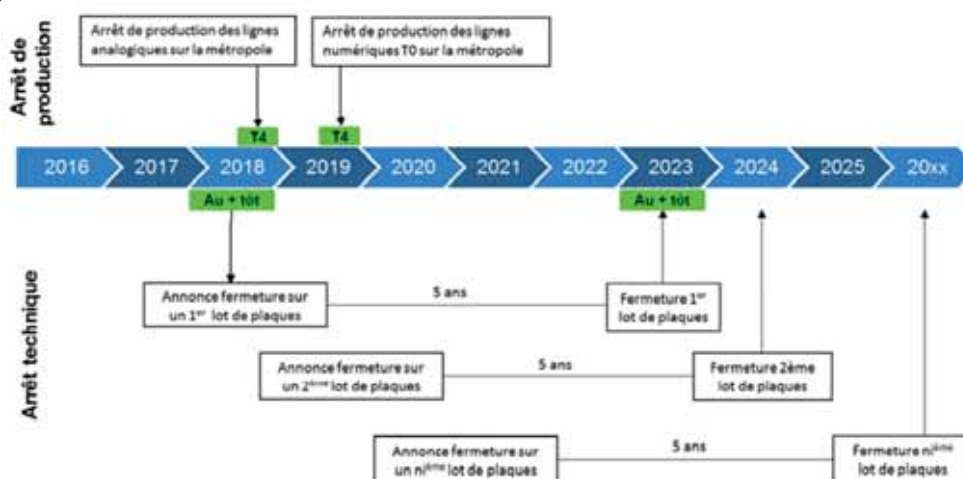 Arrêt de
production
Arrêt de production des lignes
analogiques sur la métropole
Arrêt de production des lignes
numériques T0 sur la métropole
T4
T4
2016
2017
2018
2019
2020
2021
2022
2023
2024
2025
20xx
Au + tôt
Au + tôt
Arrêt technique
Annonce fermeture sur
un 1er lot de plaques
5 ans
Fermeture 1er
lot de plaques
Annonce fermeture sur
un 2ème lot de plaques
5 ans
Fermeture 2ème
lot de plaques
Annonce fermeture sur
un nième lot de plaques
5 ans
Fermeture nième
lot de plaques